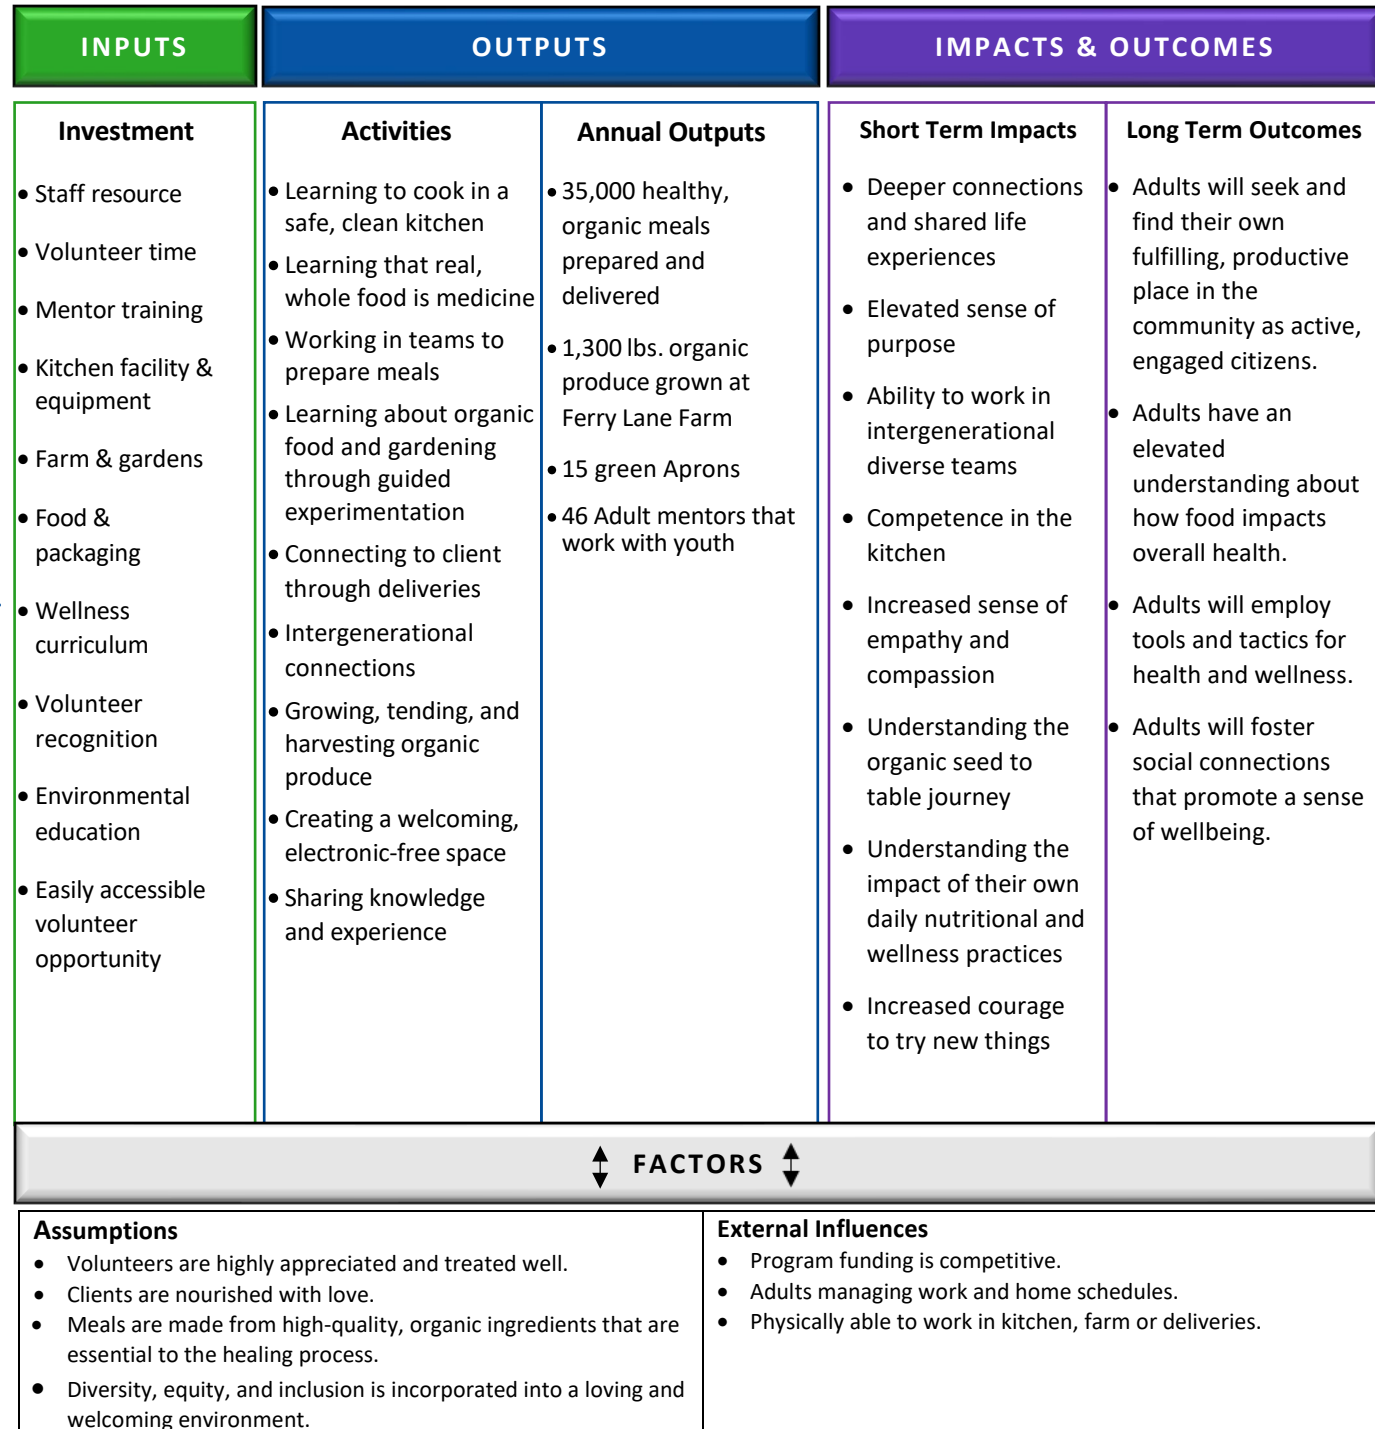 INPUTS
OUTPUTS
IMPACTS & OUTCOMES
Investment
• Staff resource
• Volunteer time
• Mentor training
• Kitchen facility &
equipment
• Farm & gardens
• Food &
packaging
• Wellness
curriculum
• Volunteer
recognition
• Environmental
education
• Easily accessible
volunteer
opportunity
Activities
• Learning to cook in a
safe, clean kitchen
• Learning that real,
whole food is medicine
• Working in teams to
prepare meals
• Learning about organic
food and gardening
through guided
experimentation
• Connecting to client
through deliveries
• Intergenerational
connections
• Growing, tending, and
harvesting organic
produce
• Creating a welcoming,
electronic-free space
• Sharing knowledge
and experience
Annual Outputs
• 35,000 healthy,
organic meals
prepared and
delivered
• 1,300 lbs. organic
produce grown at
Ferry Lane Farm
• 15 green Aprons
• 46 Adult mentors that
work with youth
Short Term Impacts
• Deeper connections
and shared life
experiences
• Elevated sense of
purpose
• Ability to work in
intergenerational
diverse teams
• Competence in the
kitchen
• Increased sense of
empathy and
compassion
• Understanding the
organic seed to
table journey
• Understanding the
impact of their own
daily nutritional and
wellness practices
• Increased courage
to try new things
Long Term Outcomes
• Adults will seek and
find their own
fulfilling, productive
place in the
community as active,
engaged citizens.
• Adults have an
elevated
understanding about
how food impacts
overall health.
• Adults will employ
tools and tactics for
health and wellness.
• Adults will foster
social connections
that promote a sense
of wellbeing.
FACTORS
Assumptions
• Volunteers are highly appreciated and treated well.
• Clients are nourished with love.
• Meals are made from high-quality, organic ingredients that are
essential to the healing process.
• Diversity, equity, and inclusion is incorporated into a loving and
welcoming environment.
External Influences
• Program funding is competitive.
• Adults managing work and home schedules.
• Physically able to work in kitchen, farm or deliveries.